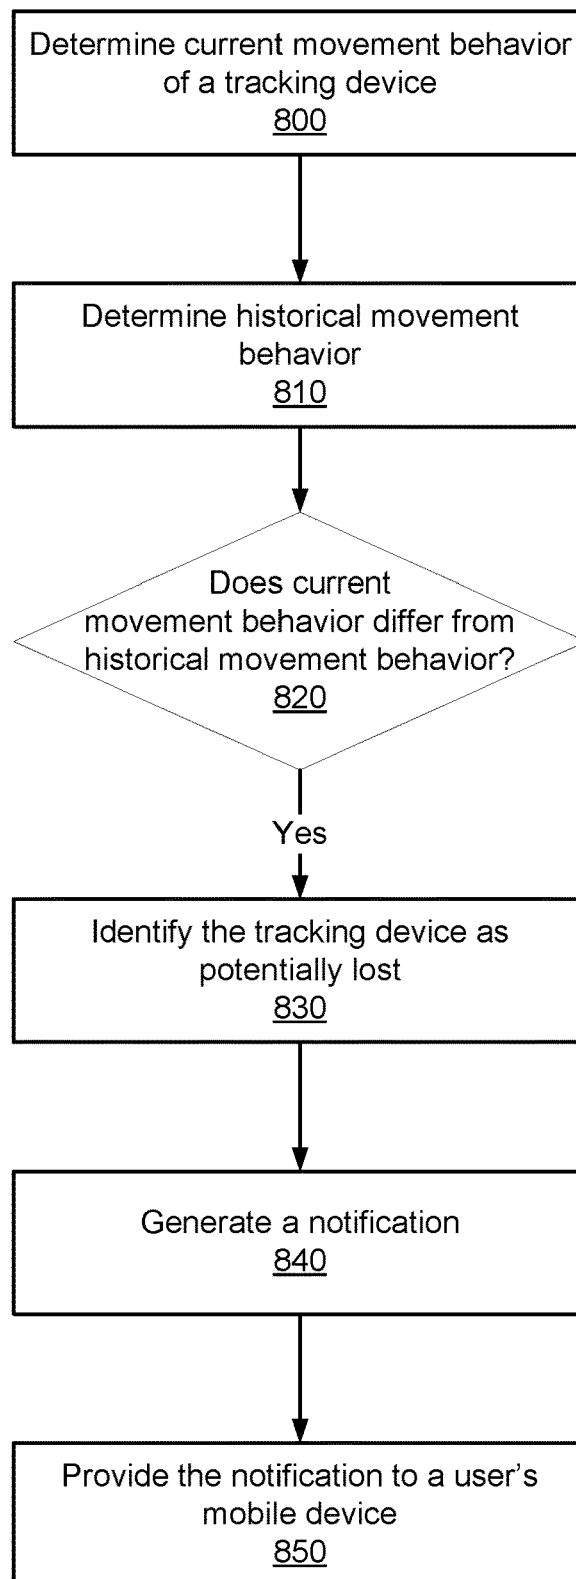 Determine current movement behavior
of a tracking device
800
Determine historical movement
behavior
810
Does current
movement behavior differ from
historical movement behavior?
820
Yes
Identify the tracking device as
potentially lost
830
Generate a notification
840
Provide the notification to a user's
mobile device
850